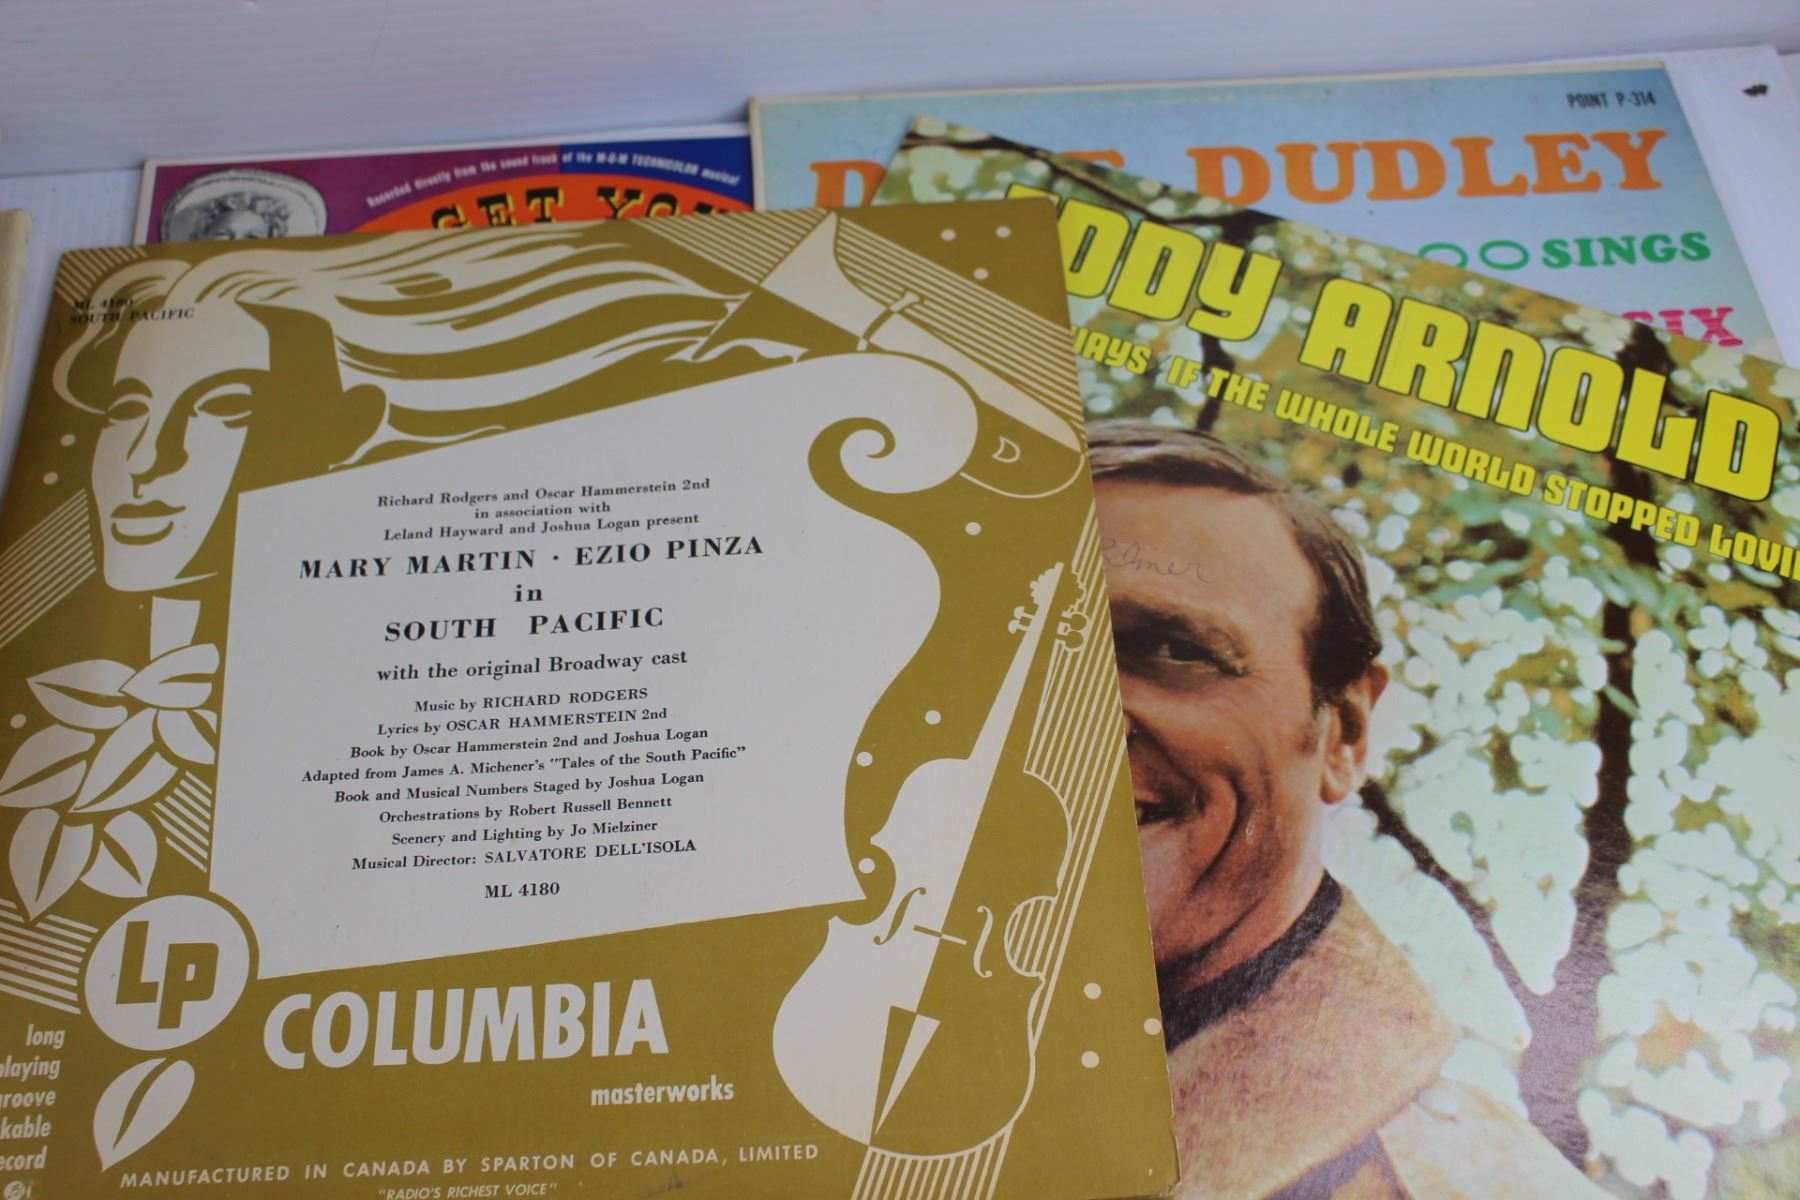 Recorded directly from the sound track of the M-G-M TECHNICOLOR musical
GET
POINT P-314
DUDLEY
SINGS
SIX
EDDY ARNOLD
IF THE WHOLE WORLD STOPPED
ML 4180
SOUTH PACIFIC
Richard Rodgers and Oscar Hammerstein 2nd
in association with
Leland Hayward and Joshua Logan present
MARY MARTIN · EZIO PINZA
in
SOUTH PACIFIC
with the original Broadway cast
Music by RICHARD RODGERS
Lyrics by OSCAR HAMMERSTEIN 2nd
Book by Oscar Hammerstein 2nd and Joshua Logan
Adapted from James A. Michener's "Tales of the South Pacific"
Book and Musical Numbers Staged by Joshua Logan
Orchestrations by Robert Russell Bennett
Scenery and Lighting by Jo Mielziner
Musical Director: SALVATORE DELL'ISOLA
ML 4180
LP
long
playing
COLUMBIA
masterworks
MANUFACTURED IN CANADA BY SPARTON OF CANADA, LIMITED
"RADIO'S RICHEST VOICE"